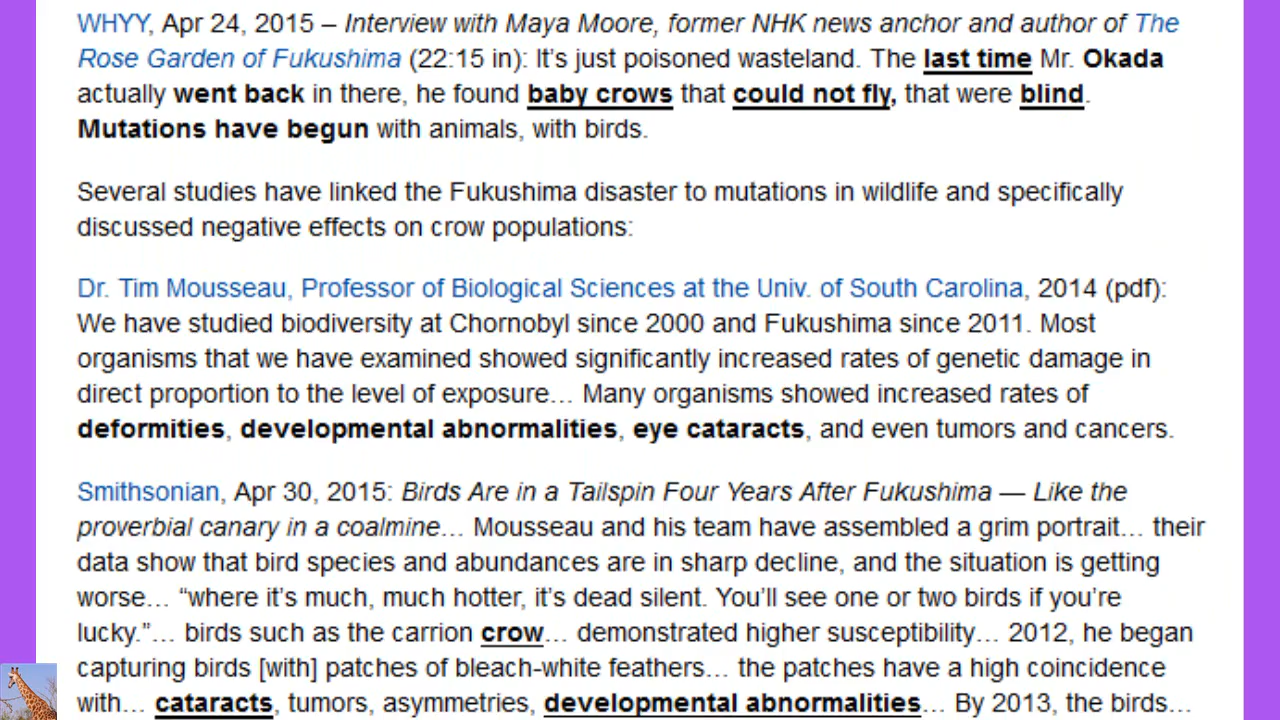 WHYY, Apr 24, 2015 – Interview with Maya Moore, former NHK news anchor and author of The
Rose Garden of Fukushima (22:15 in): It’s just poisoned wasteland. The last time Mr. Okada
actually went back in there, he found baby crows that could not fly, that were blind.
Mutations have begun with animals, with birds.
Several studies have linked the Fukushima disaster to mutations in wildlife and specifically
discussed negative effects on crow populations:
Dr. Tim Mousseau, Professor of Biological Sciences at the Univ. of South Carolina, 2014 (pdf):
We have studied biodiversity at Chornobyl since 2000 and Fukushima since 2011. Most
organisms that we have examined showed significantly increased rates of genetic damage in
direct proportion to the level of exposure… Many organisms showed increased rates of
deformities, developmental abnormalities, eye cataracts, and even tumors and cancers.
Smithsonian, Apr 30, 2015: Birds Are in a Tailspin Four Years After Fukushima — Like the
proverbial canary in a coalmine… Mousseau and his team have assembled a grim portrait… their
data show that bird species and abundances are in sharp decline, and the situation is getting
worse… “where it’s much, much hotter, it’s dead silent. You’ll see one or two birds if you’re
lucky.”… birds such as the carrion crow… demonstrated higher susceptibility… 2012, he began
capturing birds [with] patches of bleach-white feathers… the patches have a high coincidence
with… cataracts, tumors, asymmetries, developmental abnormalities… By 2013, the birds…